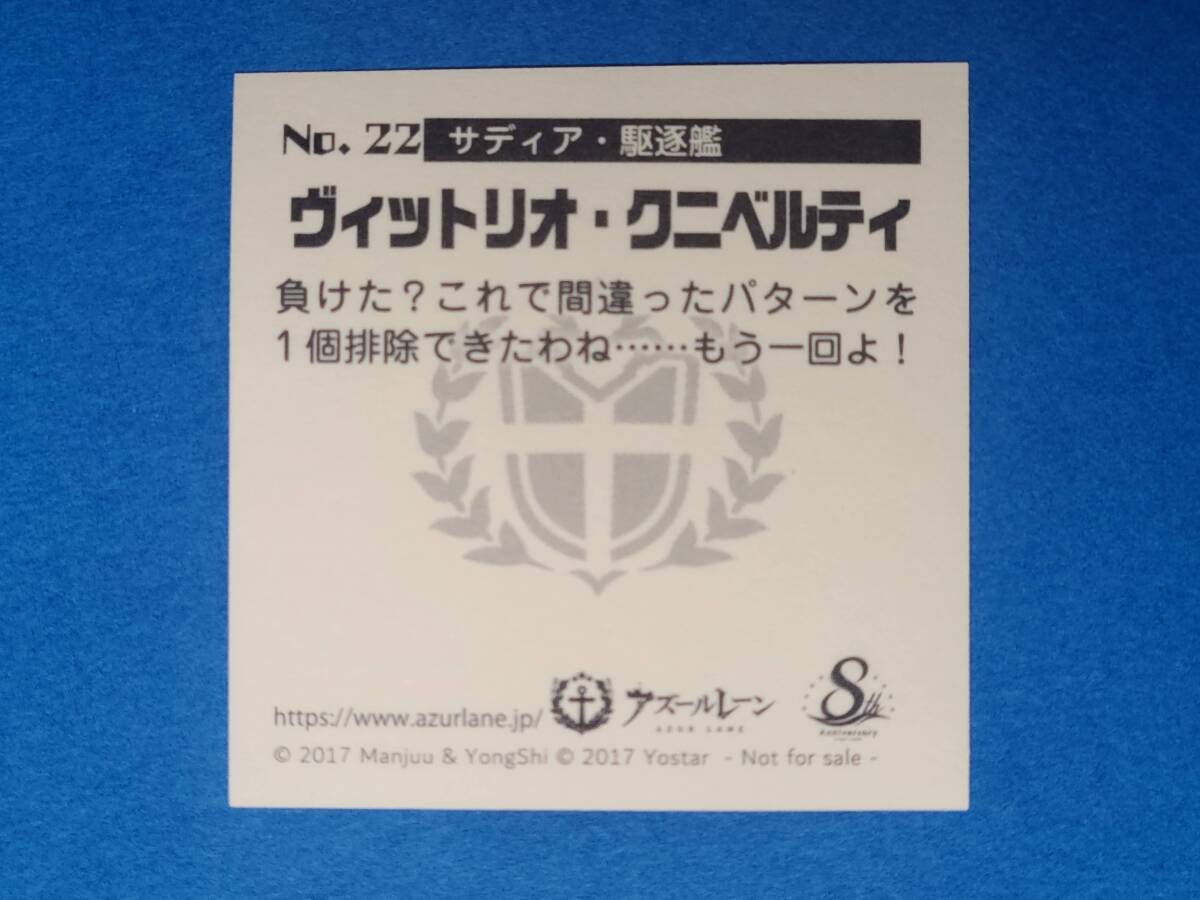 No. 22 サディア・駆逐艦
ヴィットリオ・クニベルティ
負けた？これで間違ったパターンを
1個排除できたわね……もう一回よ！
https://www.azurlane.jp/ アズールレーン 8th
AZUR LANE Anniversary
© 2017 Manjuu & YongShi © 2017 Yostar - Not for sale -